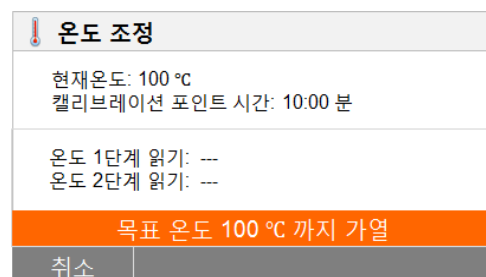 온도 조정
현재온도: 100 ℃
캘리브레이션 포인트 시간: 10:00 분
온도 1단계 읽기: ---
온도 2단계 읽기: ---
목표 온도 100 ℃ 까지 가열
취소